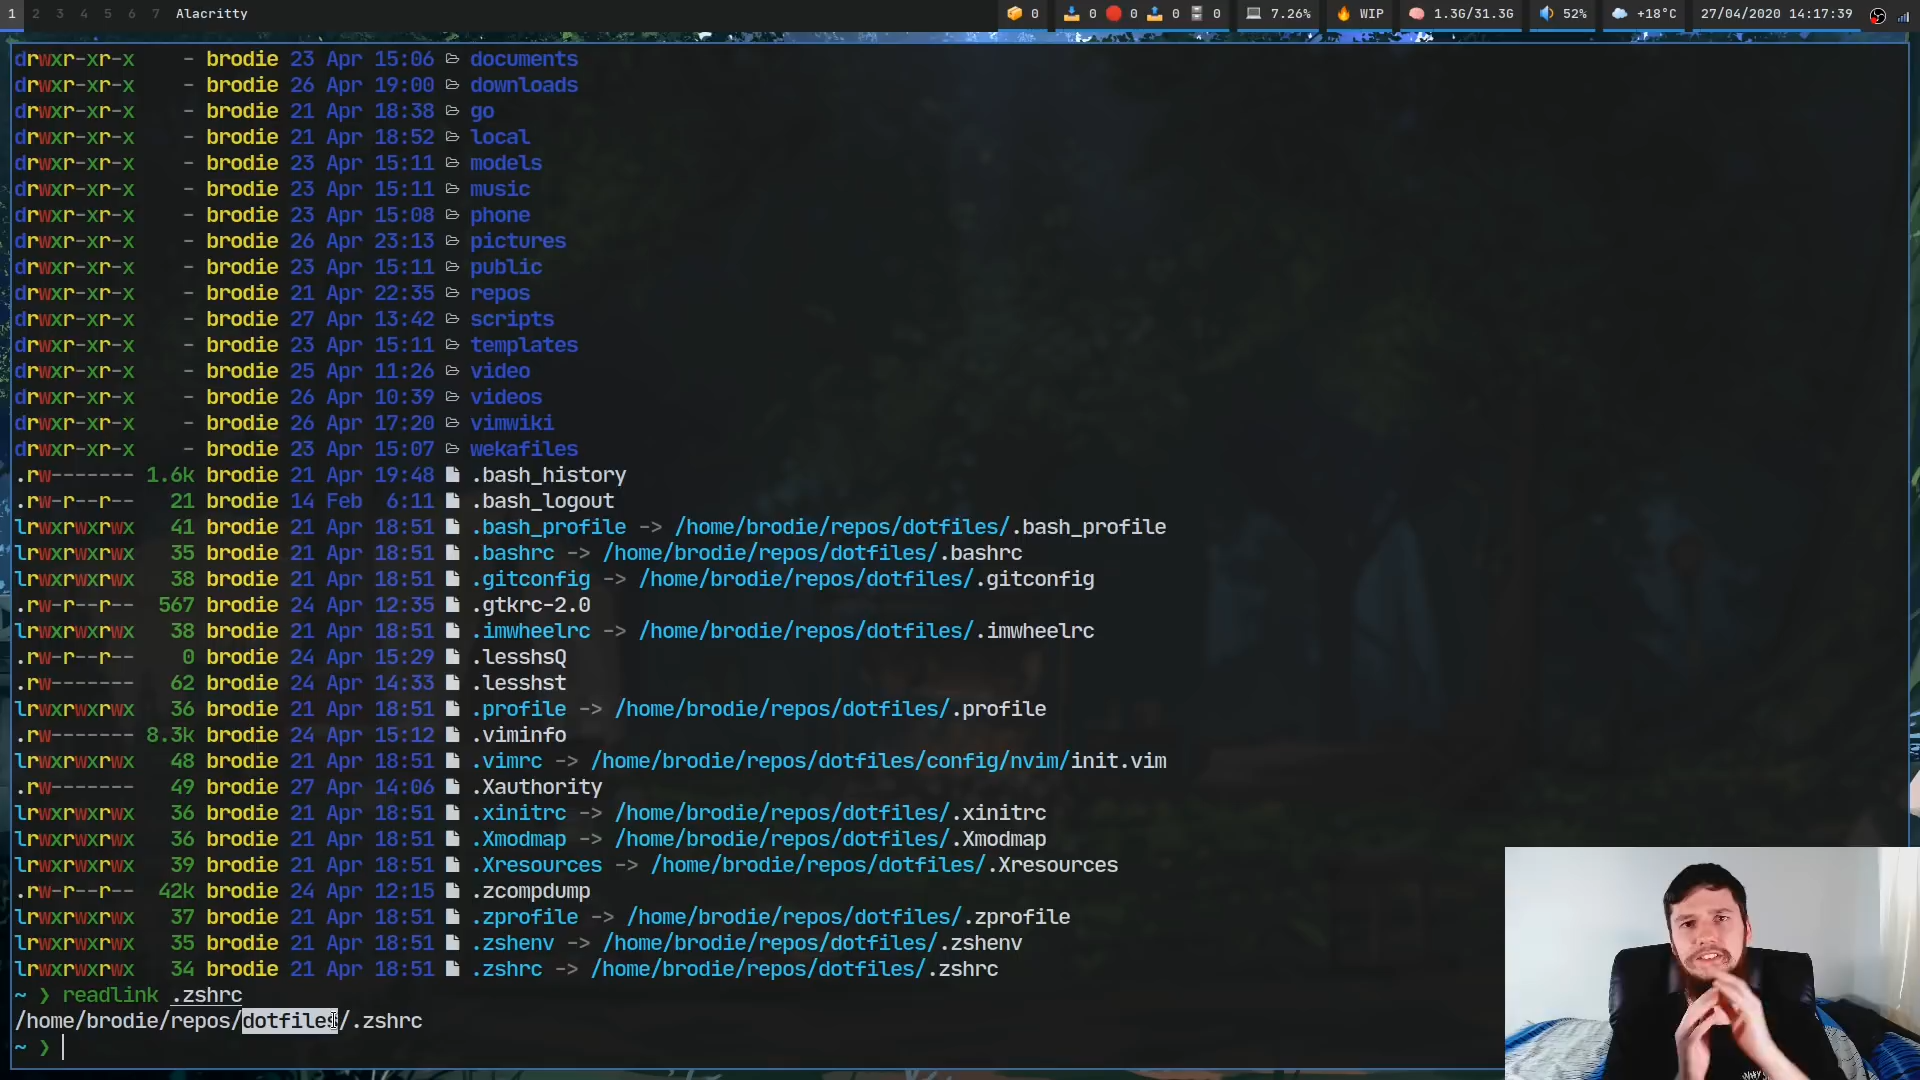 1 2 3 4 5 6 7 Alacritty 0 0 0 0 0 7.26% WIP 1.3G/31.3G 52% +18°C 27/04/2020 14:17:39
drwxr-xr-x - brodie 23 Apr 15:06 documents
drwxr-xr-x - brodie 26 Apr 19:00 downloads
drwxr-xr-x - brodie 21 Apr 18:38 go
drwxr-xr-x - brodie 21 Apr 18:52 local
drwxr-xr-x - brodie 23 Apr 15:11 models
drwxr-xr-x - brodie 23 Apr 15:11 music
drwxr-xr-x - brodie 23 Apr 15:08 phone
drwxr-xr-x - brodie 26 Apr 23:13 pictures
drwxr-xr-x - brodie 23 Apr 15:11 public
drwxr-xr-x - brodie 21 Apr 22:35 repos
drwxr-xr-x - brodie 27 Apr 13:42 scripts
drwxr-xr-x - brodie 23 Apr 15:11 templates
drwxr-xr-x - brodie 25 Apr 11:26 video
drwxr-xr-x - brodie 26 Apr 10:39 videos
drwxr-xr-x - brodie 26 Apr 17:20 vimwiki
drwxr-xr-x - brodie 23 Apr 15:07 wekafiles
.rw------- 1.6k brodie 21 Apr 19:48 .bash_history
.rw-r--r-- 21 brodie 14 Feb 6:11 .bash_logout
lrwxrwxrwx 41 brodie 21 Apr 18:51 .bash_profile -> /home/brodie/repos/dotfiles/.bash_profile
lrwxrwxrwx 35 brodie 21 Apr 18:51 .bashrc -> /home/brodie/repos/dotfiles/.bashrc
lrwxrwxrwx 38 brodie 21 Apr 18:51 .gitconfig -> /home/brodie/repos/dotfiles/.gitconfig
.rw-r--r-- 567 brodie 24 Apr 12:35 .gtkrc-2.0
lrwxrwxrwx 38 brodie 21 Apr 18:51 .imwheelrc -> /home/brodie/repos/dotfiles/.imwheelrc
.rw-r--r-- 0 brodie 24 Apr 15:29 .lesshsQ
.rw------- 62 brodie 24 Apr 14:33 .lesshst
lrwxrwxrwx 36 brodie 21 Apr 18:51 .profile -> /home/brodie/repos/dotfiles/.profile
.rw------- 8.3k brodie 24 Apr 15:12 .viminfo
lrwxrwxrwx 48 brodie 21 Apr 18:51 .vimrc -> /home/brodie/repos/dotfiles/config/nvim/init.vim
.rw------- 49 brodie 27 Apr 14:06 .Xauthority
lrwxrwxrwx 36 brodie 21 Apr 18:51 .xinitrc -> /home/brodie/repos/dotfiles/.xinitrc
lrwxrwxrwx 36 brodie 21 Apr 18:51 .Xmodmap -> /home/brodie/repos/dotfiles/.Xmodmap
lrwxrwxrwx 39 brodie 21 Apr 18:51 .Xresources -> /home/brodie/repos/dotfiles/.Xresources
.rw-r--r-- 42k brodie 24 Apr 12:15 .zcompdump
lrwxrwxrwx 37 brodie 21 Apr 18:51 .zprofile -> /home/brodie/repos/dotfiles/.zprofile
lrwxrwxrwx 35 brodie 21 Apr 18:51 .zshenv -> /home/brodie/repos/dotfiles/.zshenv
lrwxrwxrwx 34 brodie 21 Apr 18:51 .zshrc -> /home/brodie/repos/dotfiles/.zshrc
~ ❯ readlink .zshrc
/home/brodie/repos/dotfiles/.zshrc
~ ❯